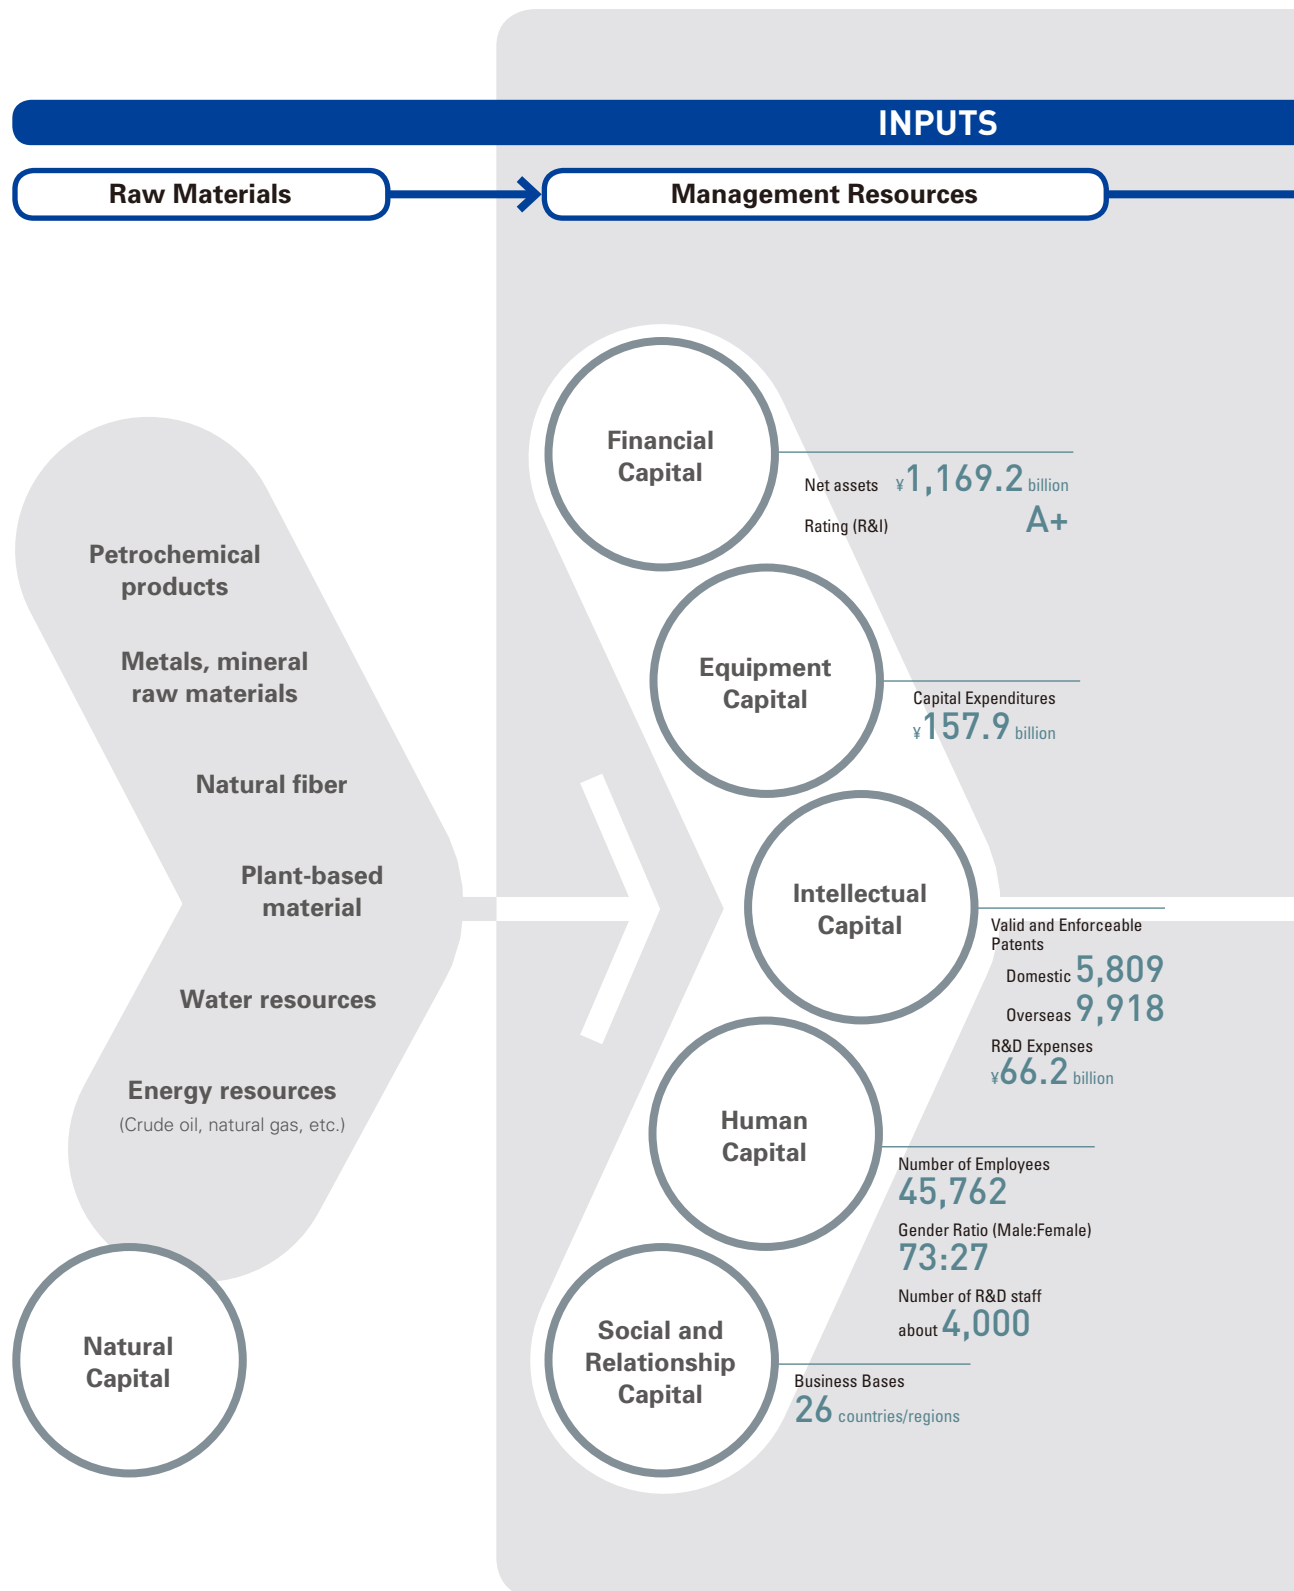 INPUTS
Raw Materials
Management Resources
Petrochemical
products
Metals, mineral
raw materials
Natural fiber
Plant-based
material
Water resources
Energy resources
(Crude oil, natural gas, etc.)
Natural
Capital
Financial
Capital
Net assets ¥1,169.2 billion
Rating (R&I) A+
Equipment
Capital
Capital Expenditures
¥157.9 billion
Intellectual
Capital
Valid and Enforceable
Patents
Domestic 5,809
Overseas 9,918
R&D Expenses
¥66.2 billion
Human
Capital
Number of Employees
45,762
Gender Ratio (Male:Female)
73:27
Number of R&D staff
about 4,000
Social and
Relationship
Capital
Business Bases
26 countries/regions